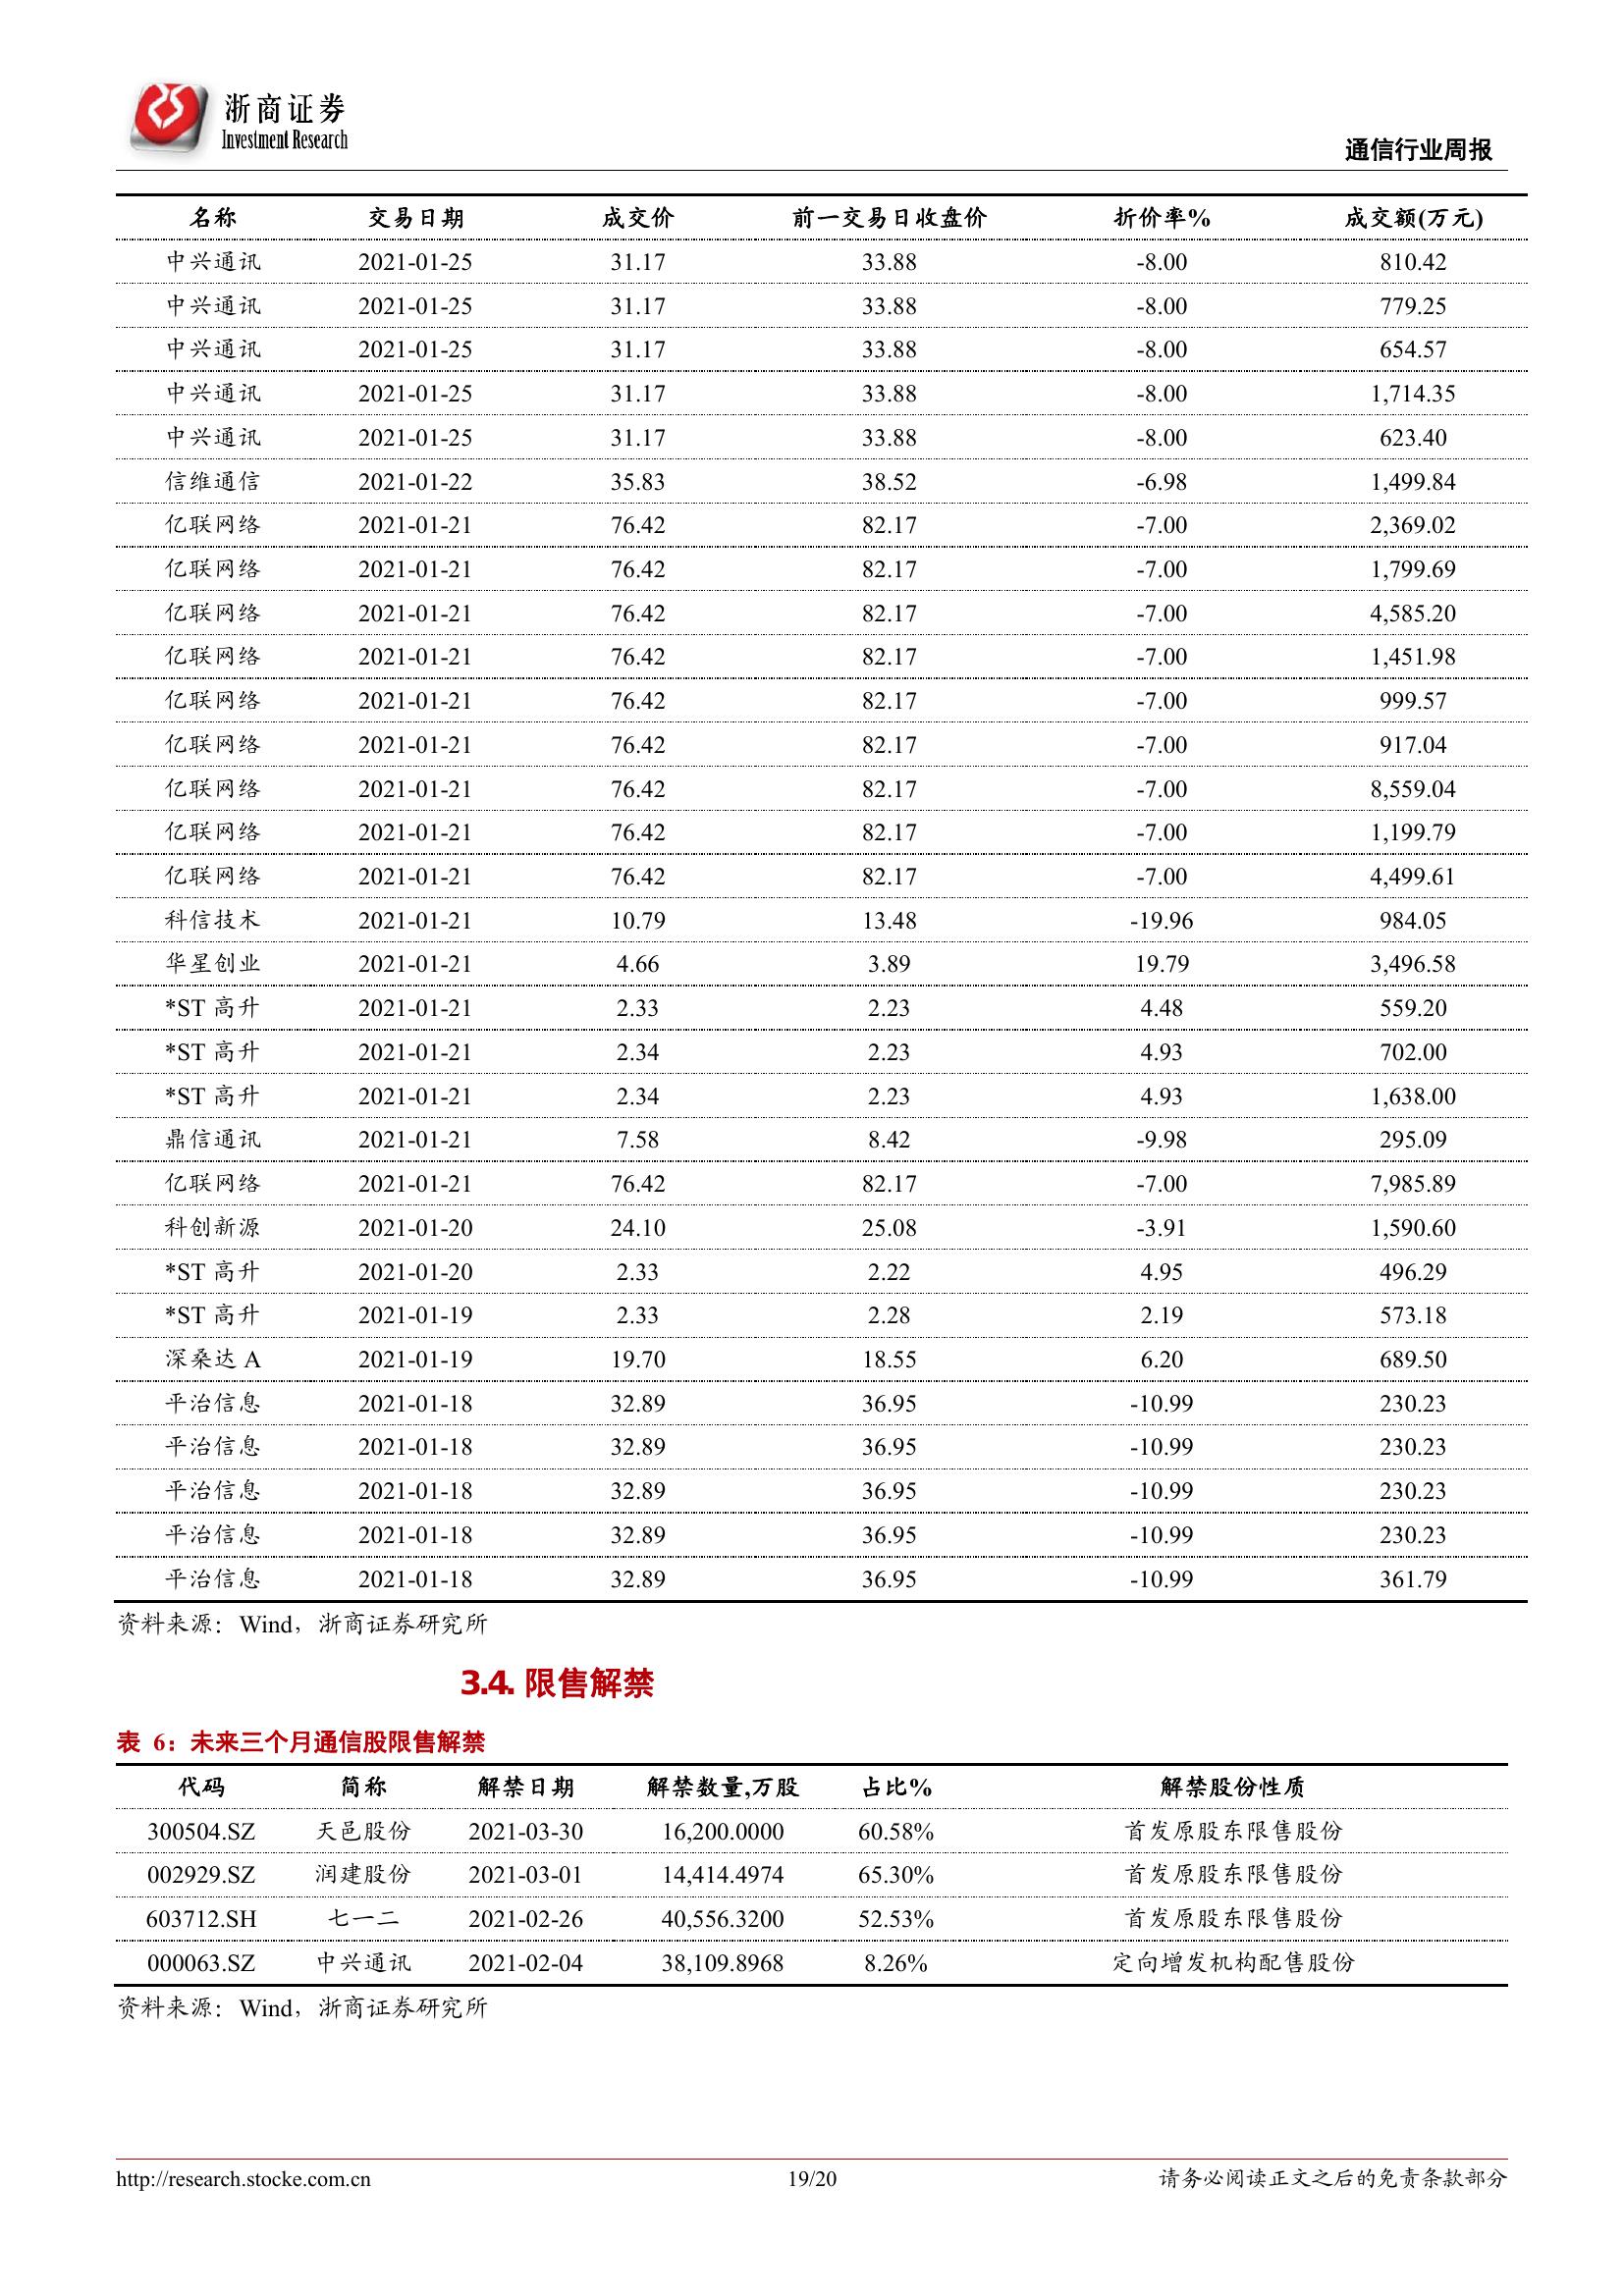 浙商证券
Investment Research
通信行业周报
名称 交易日期 成交价 前一交易日收盘价 折价率% 成交额(万元)
中兴通讯 2021-01-25 31.17 33.88 -8.00 810.42
中兴通讯 2021-01-25 31.17 33.88 -8.00 779.25
中兴通讯 2021-01-25 31.17 33.88 -8.00 654.57
中兴通讯 2021-01-25 31.17 33.88 -8.00 1,714.35
中兴通讯 2021-01-25 31.17 33.88 -8.00 623.40
信维通信 2021-01-22 35.83 38.52 -6.98 1,499.84
亿联网络 2021-01-21 76.42 82.17 -7.00 2,369.02
亿联网络 2021-01-21 76.42 82.17 -7.00 1,799.69
亿联网络 2021-01-21 76.42 82.17 -7.00 4,585.20
亿联网络 2021-01-21 76.42 82.17 -7.00 1,451.98
亿联网络 2021-01-21 76.42 82.17 -7.00 999.57
亿联网络 2021-01-21 76.42 82.17 -7.00 917.04
亿联网络 2021-01-21 76.42 82.17 -7.00 8,559.04
亿联网络 2021-01-21 76.42 82.17 -7.00 1,199.79
亿联网络 2021-01-21 76.42 82.17 -7.00 4,499.61
科信技术 2021-01-21 10.79 13.48 -19.96 984.05
华星创业 2021-01-21 4.66 3.89 19.79 3,496.58
*ST 高升 2021-01-21 2.33 2.23 4.48 559.20
*ST 高升 2021-01-21 2.34 2.23 4.93 702.00
*ST 高升 2021-01-21 2.34 2.23 4.93 1,638.00
鼎信通讯 2021-01-21 7.58 8.42 -9.98 295.09
亿联网络 2021-01-21 76.42 82.17 -7.00 7,985.89
科创新源 2021-01-20 24.10 25.08 -3.91 1,590.60
*ST 高升 2021-01-20 2.33 2.22 4.95 496.29
*ST 高升 2021-01-19 2.33 2.28 2.19 573.18
深桑达 A 2021-01-19 19.70 18.55 6.20 689.50
平治信息 2021-01-18 32.89 36.95 -10.99 230.23
平治信息 2021-01-18 32.89 36.95 -10.99 230.23
平治信息 2021-01-18 32.89 36.95 -10.99 230.23
平治信息 2021-01-18 32.89 36.95 -10.99 230.23
平治信息 2021-01-18 32.89 36.95 -10.99 361.79
资料来源：Wind，浙商证券研究所
3.4. 限售解禁
表 6：未来三个月通信股限售解禁
代码 简称 解禁日期 解禁数量,万股 占比% 解禁股份性质
300504.SZ 天邑股份 2021-03-30 16,200.0000 60.58% 首发原股东限售股份
002929.SZ 润建股份 2021-03-01 14,414.4974 65.30% 首发原股东限售股份
603712.SH 七一二 2021-02-26 40,556.3200 52.53% 首发原股东限售股份
000063.SZ 中兴通讯 2021-02-04 38,109.8968 8.26% 定向增发机构配售股份
资料来源：Wind，浙商证券研究所
http://research.stocke.com.cn 19/20 请务必阅读正文之后的免责条款部分